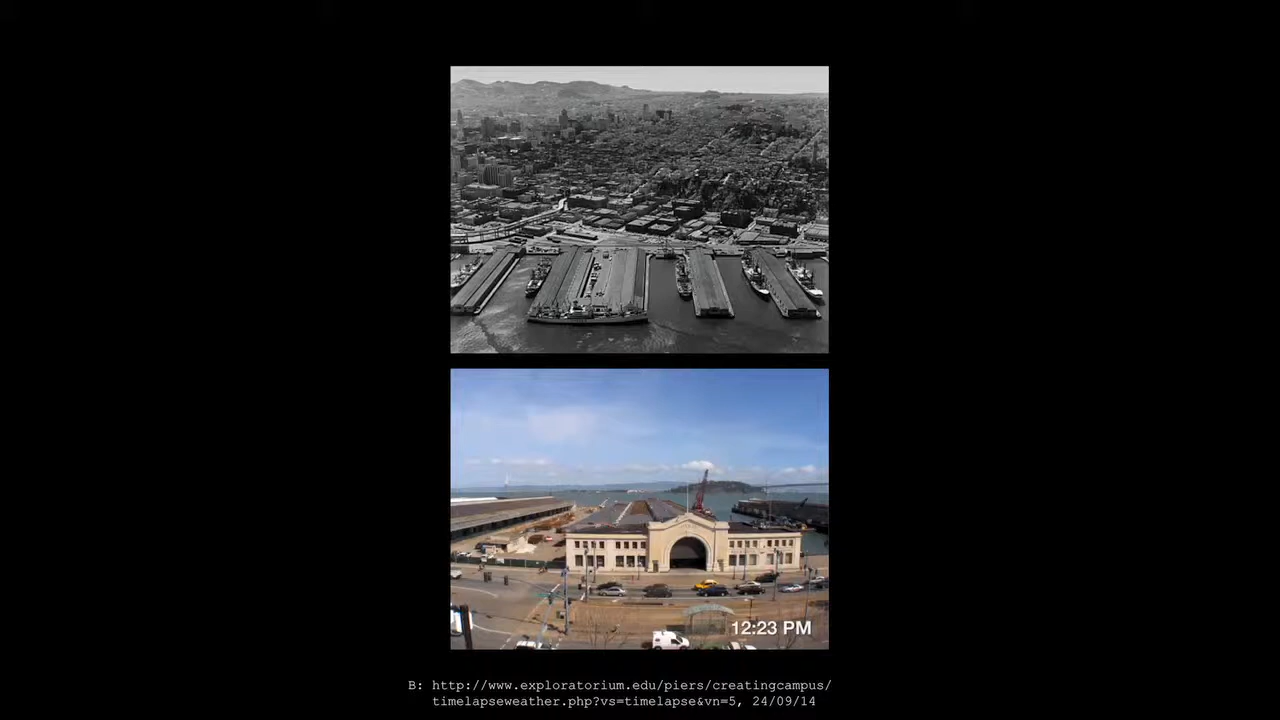 12:23 PM
B: http://www.exploratorium.edu/piers/creatingcampus/
timelapseweather.php?vs=timelapse&vn=5, 24/09/14